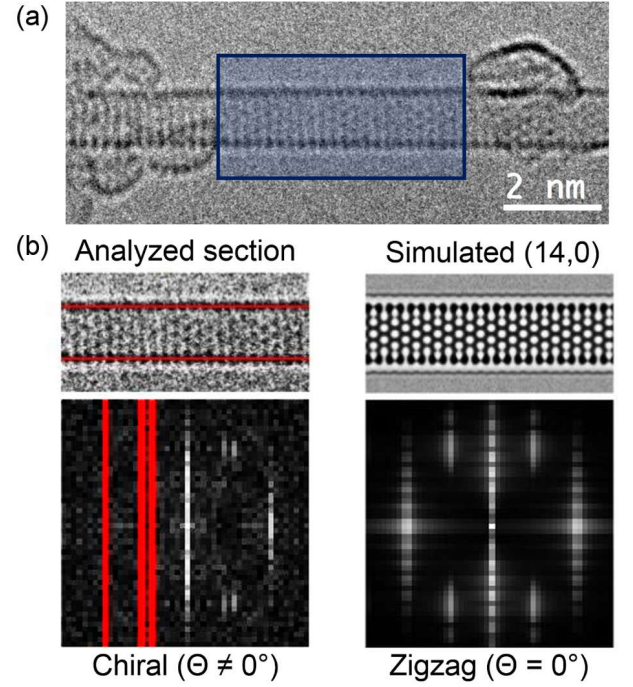 (a)
2 nm
(b)
Analyzed section
Simulated (14,0)
Chiral (Θ ≠ 0°)
Zigzag (Θ = 0°)